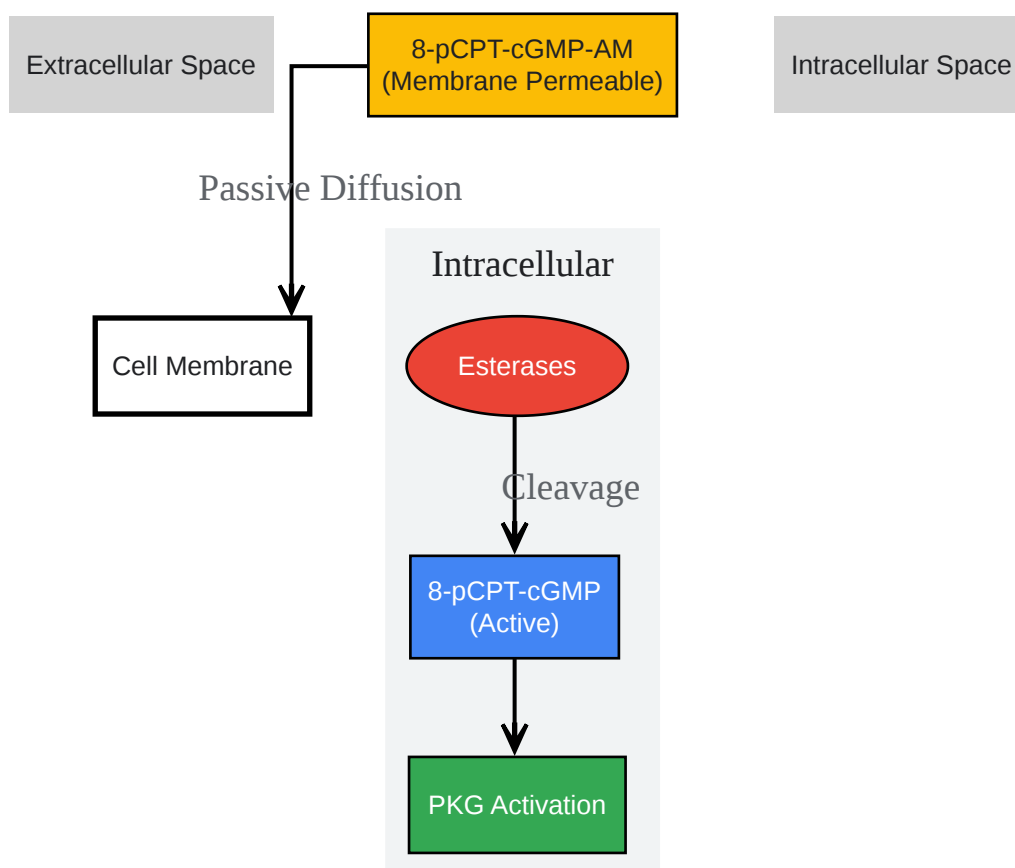 Extracellular Space
8-pCPT-cGMP-AM
(Membrane Permeable)
Intracellular Space
Passive Diffusion
Intracellular
Cell Membrane
Esterases
Cleavage
8-pCPT-cGMP
(Active)
PKG Activation